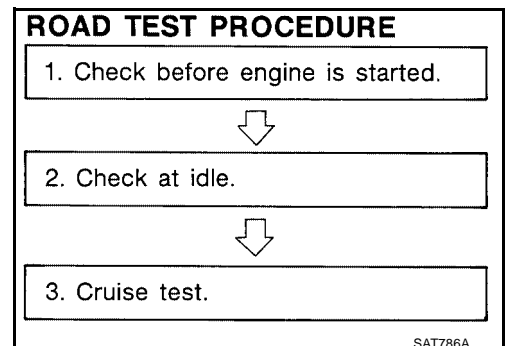 ROAD TEST PROCEDURE
1. Check before engine is started.
2. Check at idle.
3. Cruise test.
SAT786A